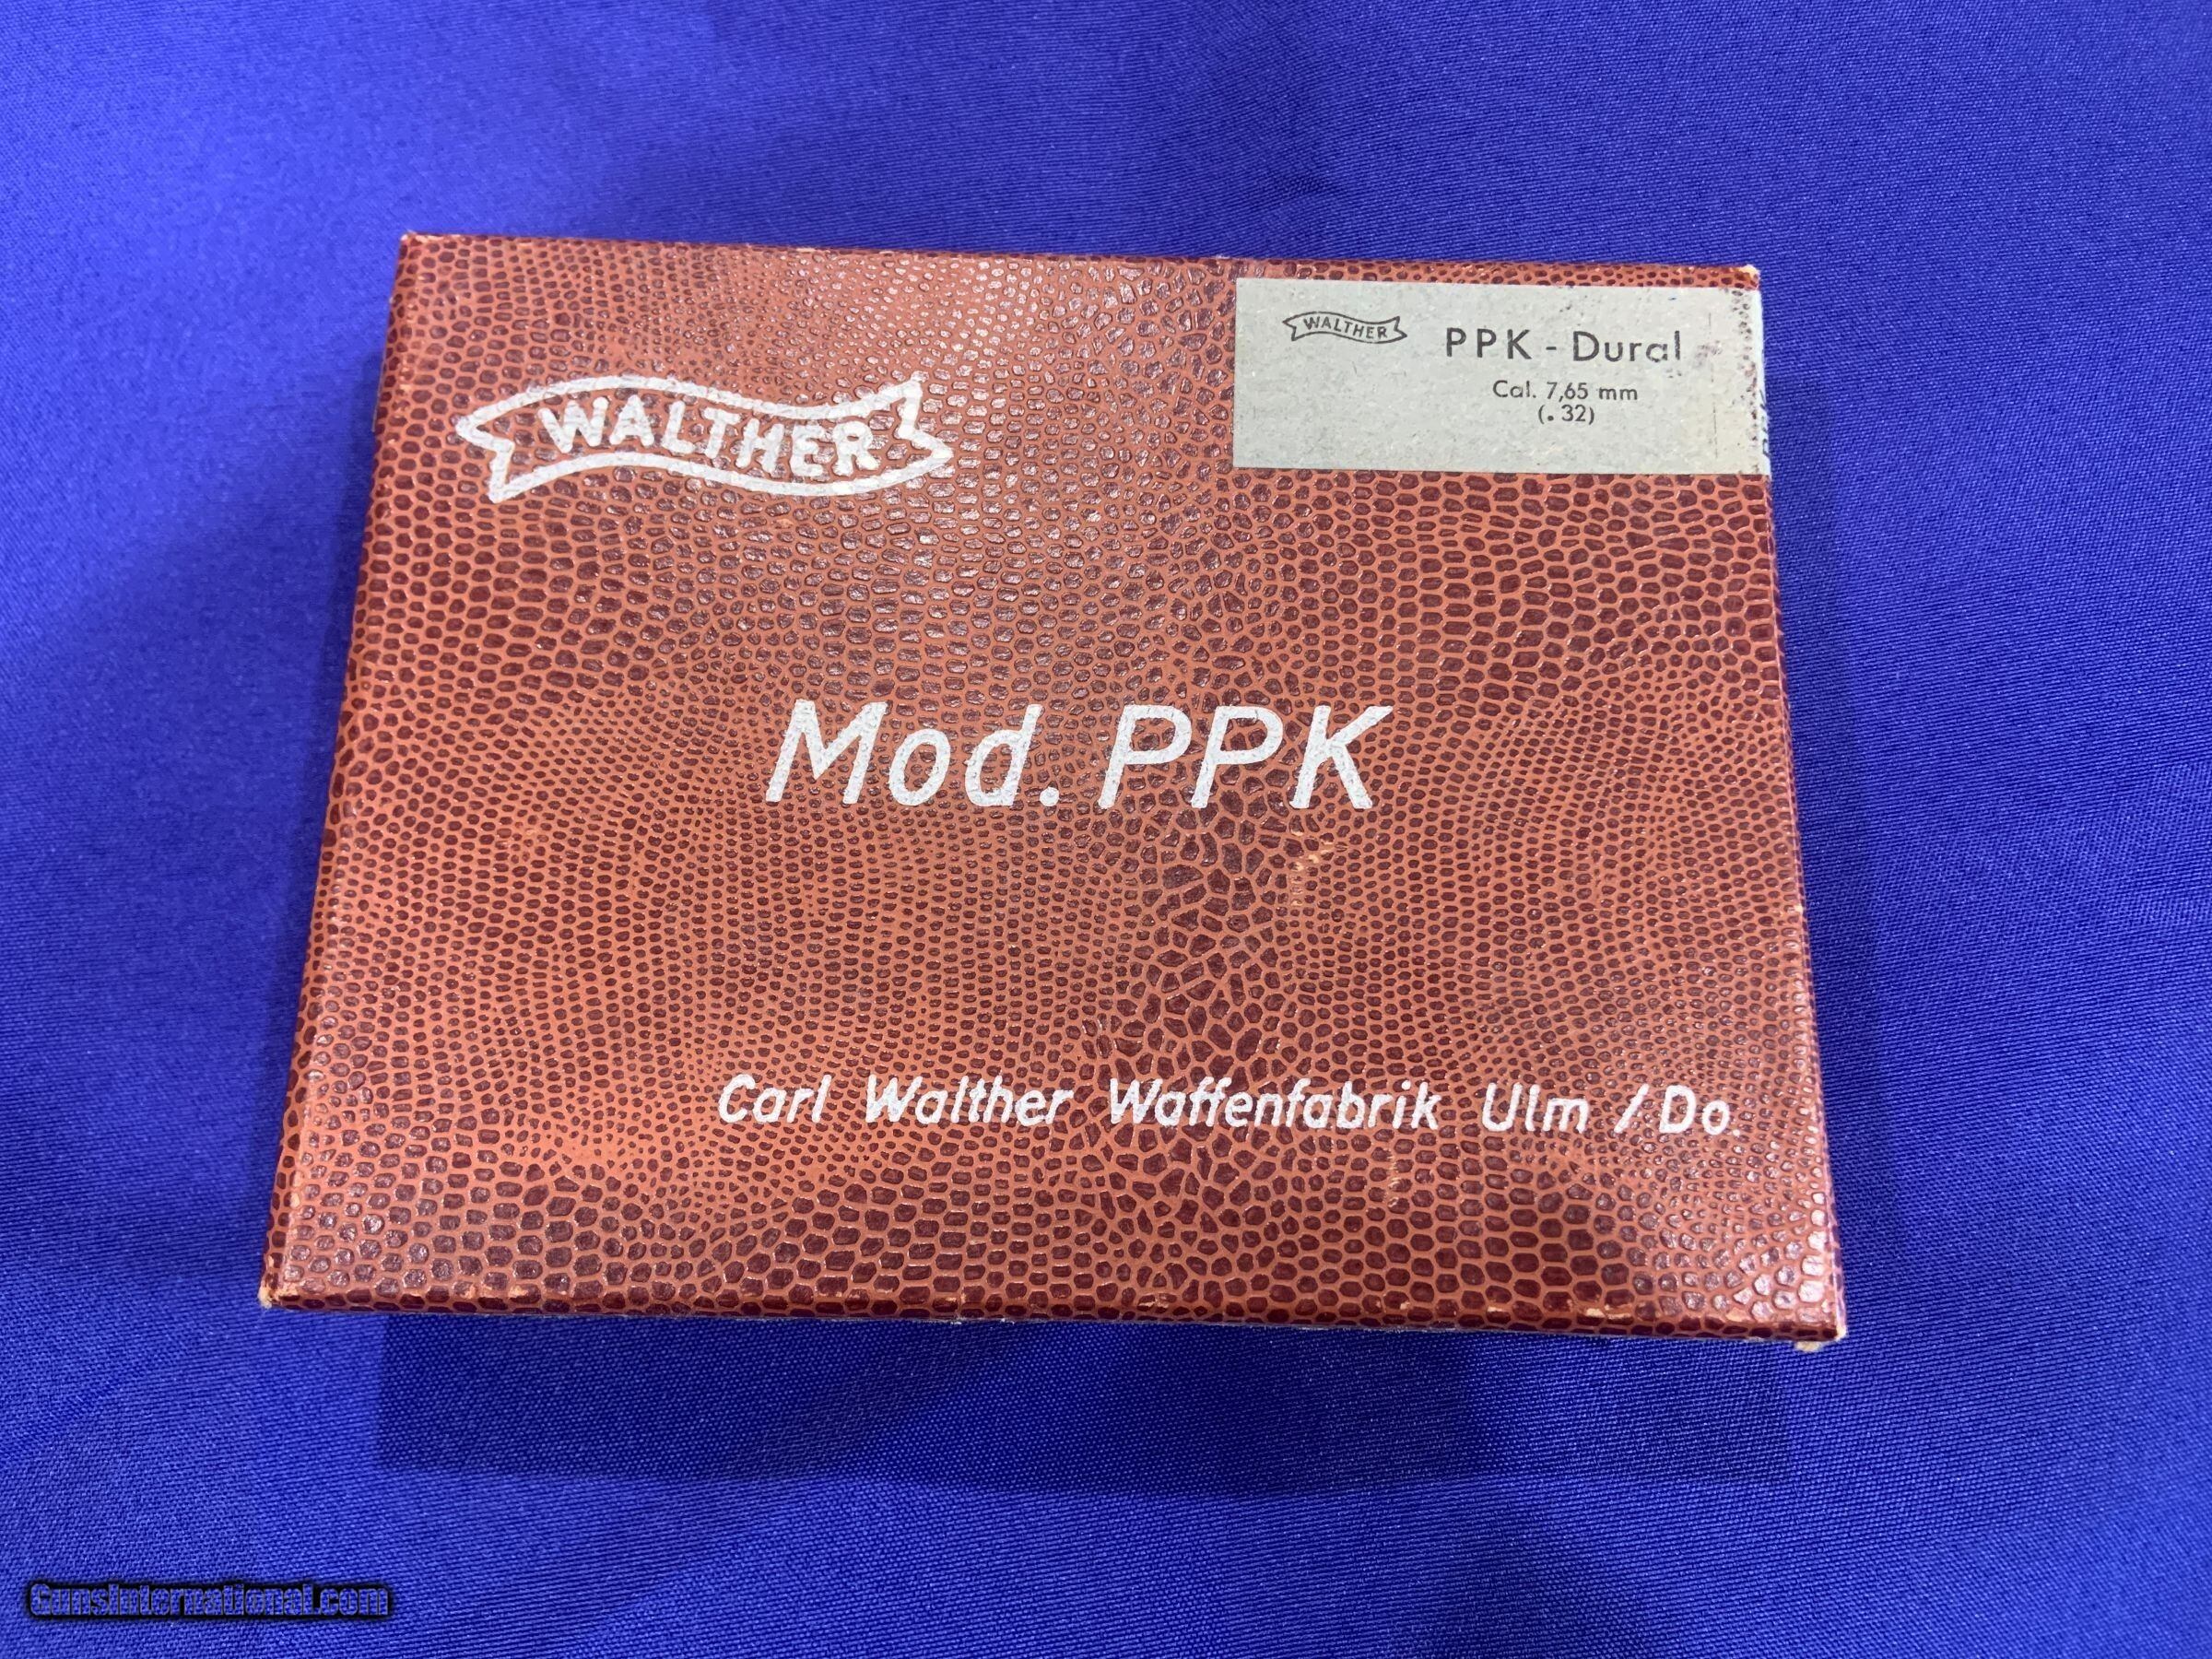 WALTHER PPK - Dural
Cal. 7,65 mm
(. 32)
WALTHER
Mod. PPK
Carl Walther Waffenfabrik Ulm / Do.
GunsInternational.com